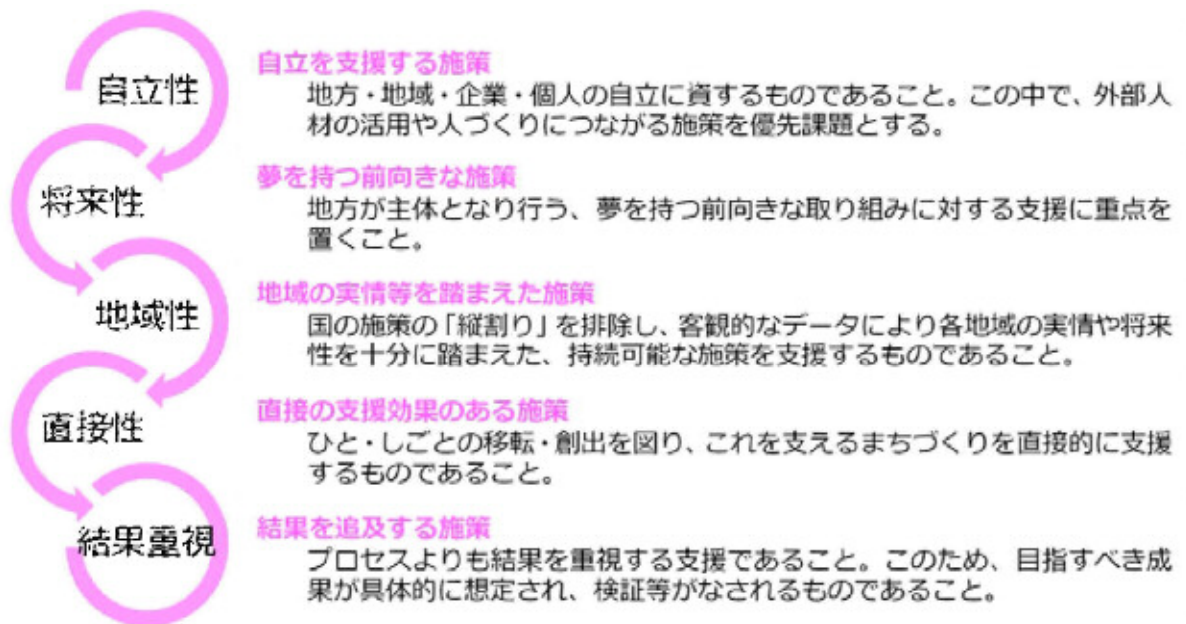 自立性
自立を支援する施策
地方・地域・企業・個人の自立に資するものであること。この中で、外部人
材の活用や人づくりにつながる施策を優先課題とする。
将来性
夢を持つ前向きな施策
地方が主体となり行う、夢を持つ前向きな取り組みに対する支援に重点を
置くこと。
地域性
地域の実情等を踏まえた施策
国の施策の「縦割り」を排除し、客観的なデータにより各地域の実情や将来
性を十分に踏まえた、持続可能な施策を支援するものであること。
直接性
直接の支援効果のある施策
ひと・しごとの移転・創出を図り、これを支えるまちづくりを直接的に支援
するものであること。
結果重視
結果を追及する施策
プロセスよりも結果を重視する支援であること。このため、目指すべき成
果が具体的に想定され、検証等がなされるものであること。